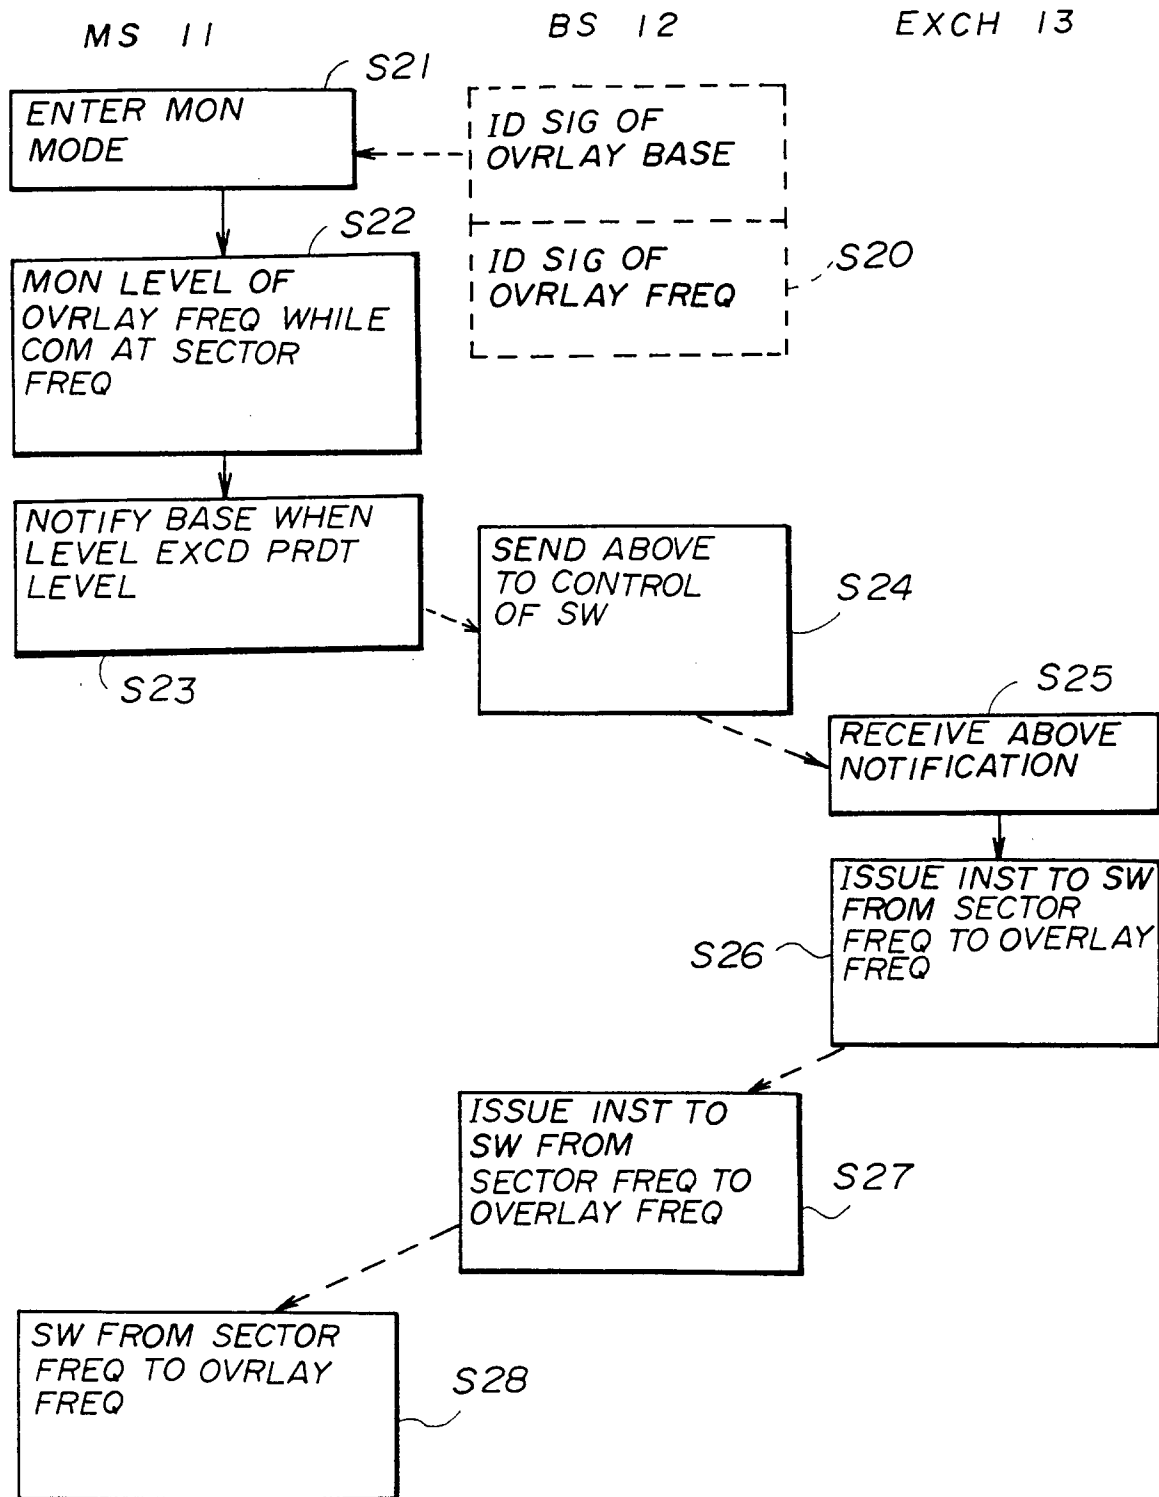 MS 11
BS 12
EXCH 13
S21
ENTER MON
MODE
ID SIG OF
OVRLAY BASE
S22
MON LEVEL OF
OVRLAY FREQ WHILE
COM AT SECTOR
FREQ
ID SIG OF
OVRLAY FREQ
S20
NOTIFY BASE WHEN
LEVEL EXCD PRDT
LEVEL
S23
SEND ABOVE
TO CONTROL
OF SW
S24
S25
RECEIVE ABOVE
NOTIFICATION
ISSUE INST TO SW
FROM SECTOR
FREQ TO OVERLAY
FREQ
S26
ISSUE INST TO
SW FROM
SECTOR FREQ TO
OVERLAY FREQ
S27
SW FROM SECTOR
FREQ TO OVRLAY
FREQ
S28